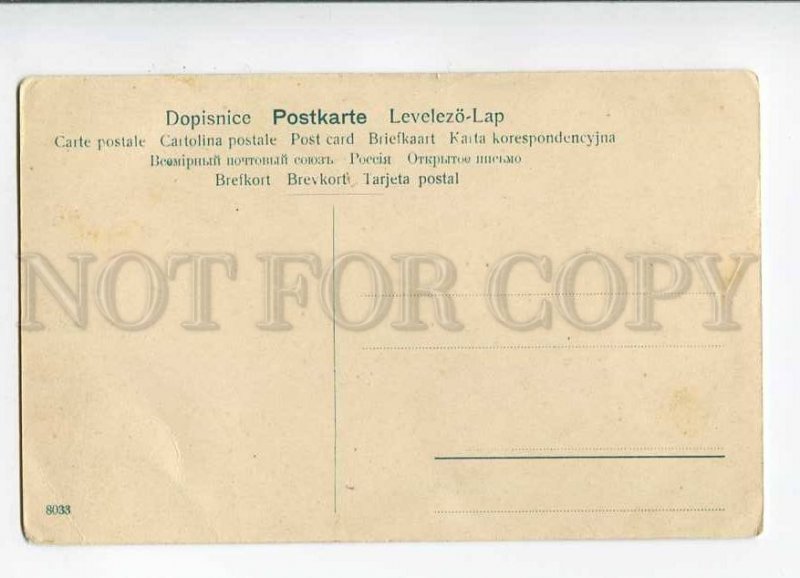 Dopisnice Postkarte Levelező-Lap
Carte postale Cartolina postale Post card Briefkaart Karta korespondencyjna
Всемірный почтовый союзъ Россія Открытое письмо
Brefkort Brevkort Tarjeta postal
NOT FOR COPY
8033